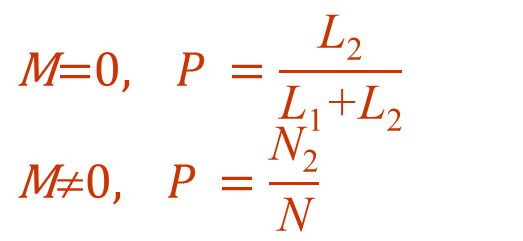 M=0, P = L₂/(L₁+L₂)
M≠0, P = N₂/N